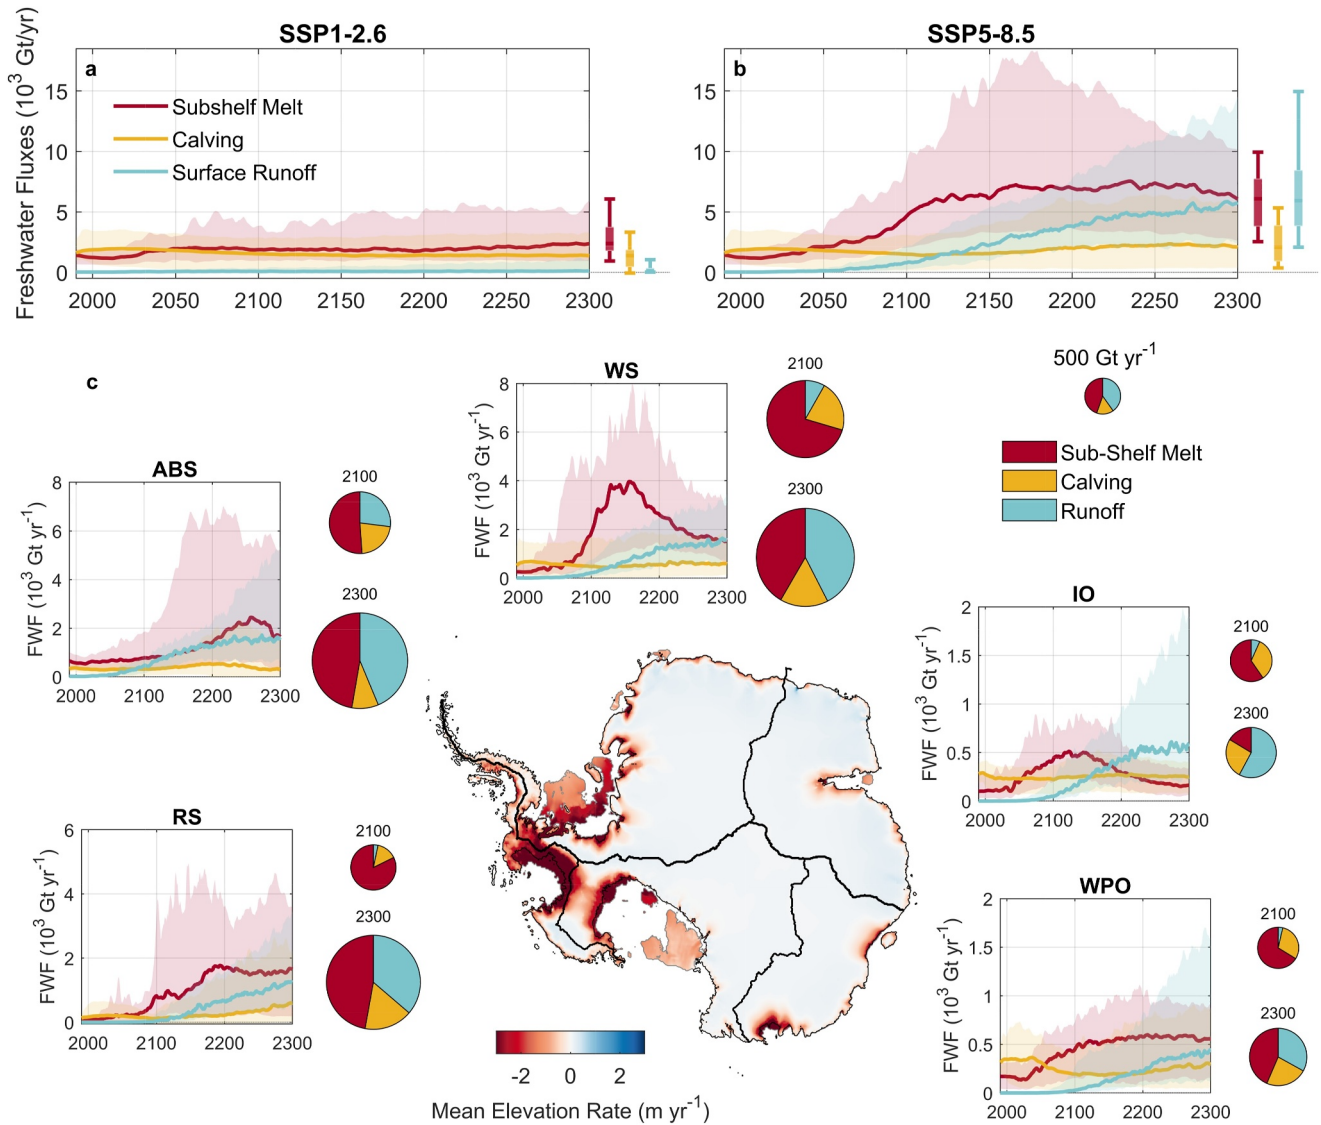 SSP1-2.6
SSP5-8.5
Freshwater Fluxes (10³ Gt/yr)
a
Subshelf Melt
Calving
Surface Runoff
15
10
5
0
2000 2050 2100 2150 2200 2250 2300
b
15
10
5
0
2000 2050 2100 2150 2200 2250 2300
c
WS
FWF (10³ Gt yr⁻¹)
8
6
4
2
0
2000 2100 2200 2300
2100
2300
500 Gt yr⁻¹
Sub-Shelf Melt
Calving
Runoff
ABS
FWF (10³ Gt yr⁻¹)
8
6
4
2
0
2000 2100 2200 2300
2100
2300
IO
FWF (10³ Gt yr⁻¹)
2
1.5
1
0.5
0
2000 2100 2200 2300
2100
2300
RS
FWF (10³ Gt yr⁻¹)
6
4
2
0
2000 2100 2200 2300
2100
2300
WPO
FWF (10³ Gt yr⁻¹)
2
1.5
1
0.5
0
2000 2100 2200 2300
2100
2300
-2 0 2
Mean Elevation Rate (m yr⁻¹)